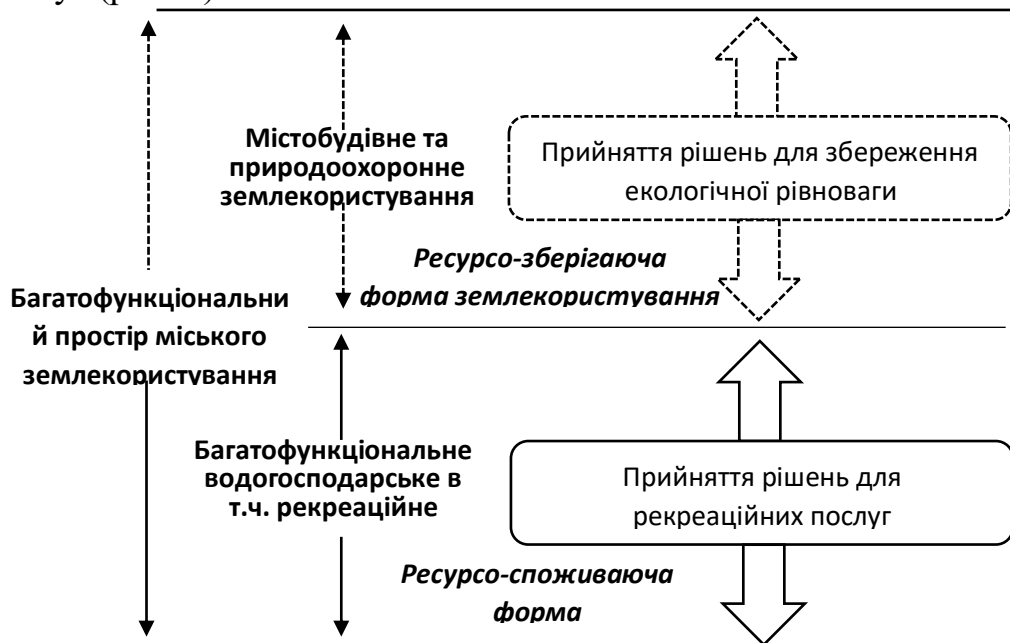 Містобудівне та
природоохоронне
землекористування
Прийняття рішень для збереження
екологічної рівноваги
Ресурсо-зберігаюча
форма землекористування
Багатофункціональни
й простір міського
землекористування
Багатофункціональне
водогосподарське в
т.ч. рекреаційне
Прийняття рішень для
рекреаційних послуг
Ресурсо-споживаюча
форма